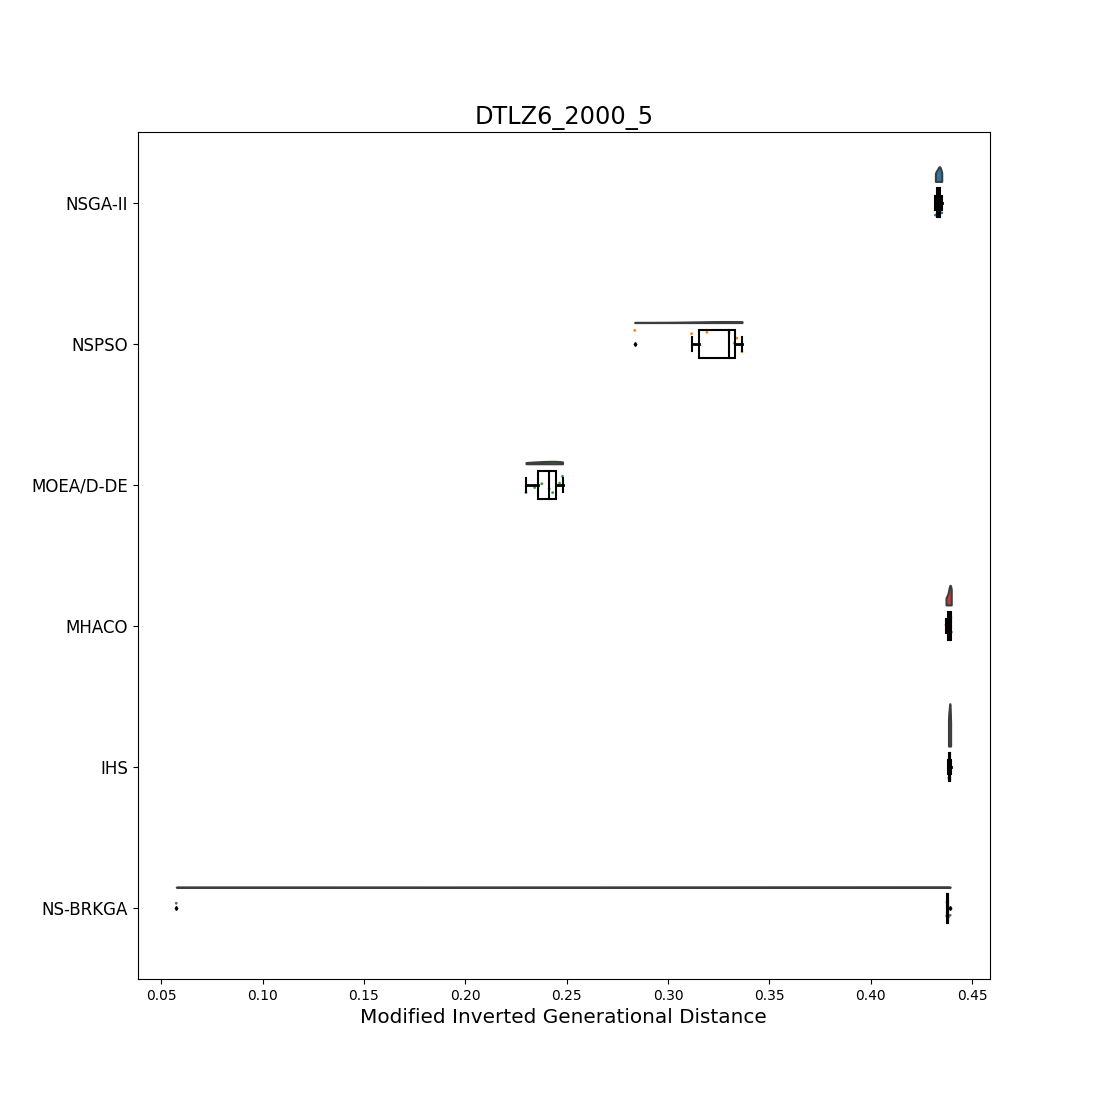 DTLZ6_2000_5
NSGA-II
NSPSO
MOEA/D-DE
MHACO
IHS
NS-BRKGA
0.05 0.10 0.15 0.20 0.25 0.30 0.35 0.40 0.45
Modified Inverted Generational Distance